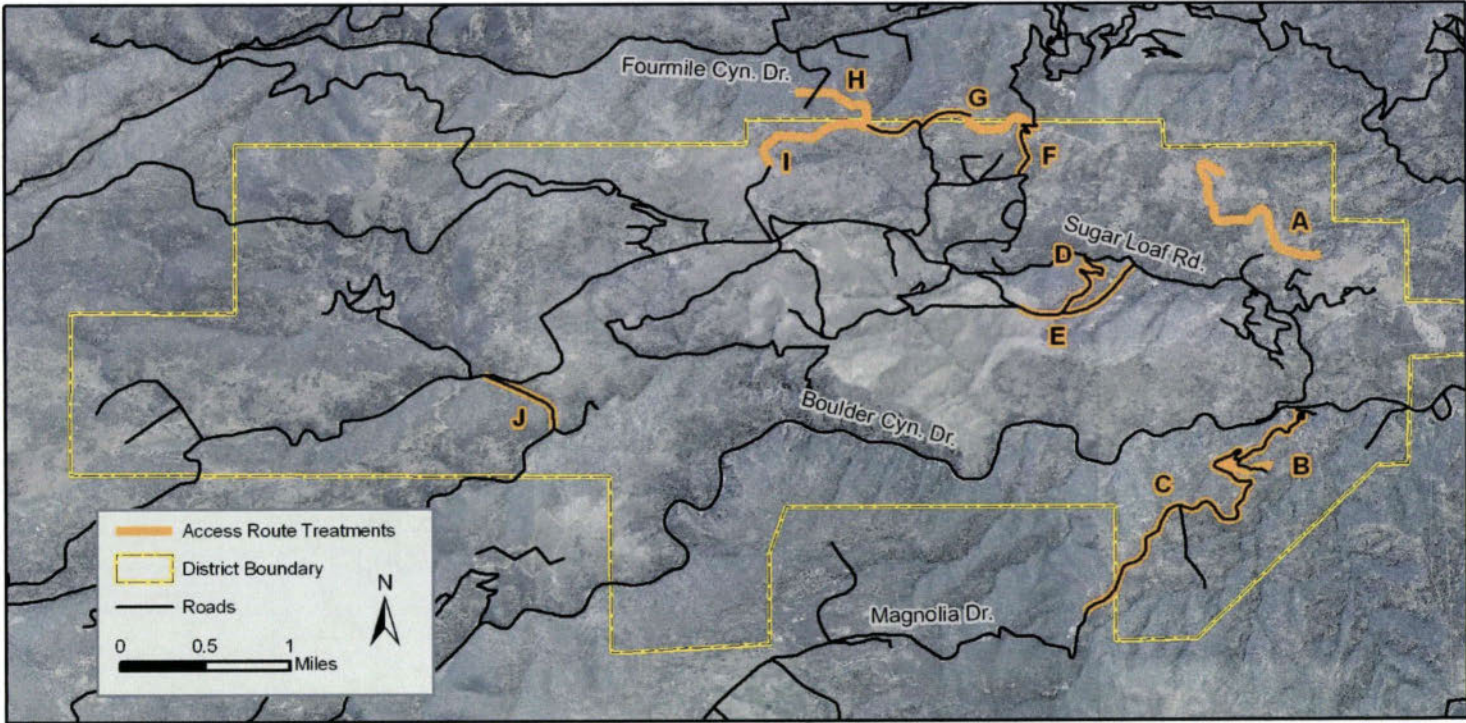 Fourmile Cyn. Dr.
H
G
I
F
A
Sugar Loaf Rd.
D
E
J
Boulder Cyn. Dr.
B
C
Magnolia Dr.
Access Route Treatments
District Boundary
Roads
N
0 0.5 1
Miles